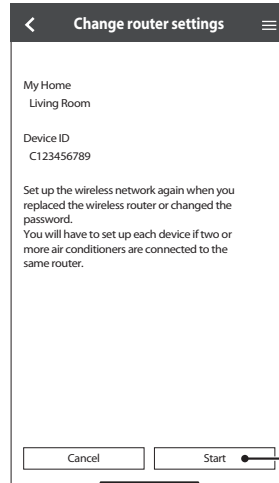 Change router settings
My Home
Living Room
Device ID
C123456789
Set up the wireless network again when you
replaced the wireless router or changed the
password.
You will have to set up each device if two or
more air conditioners are connected to the
same router.
Cancel
Start